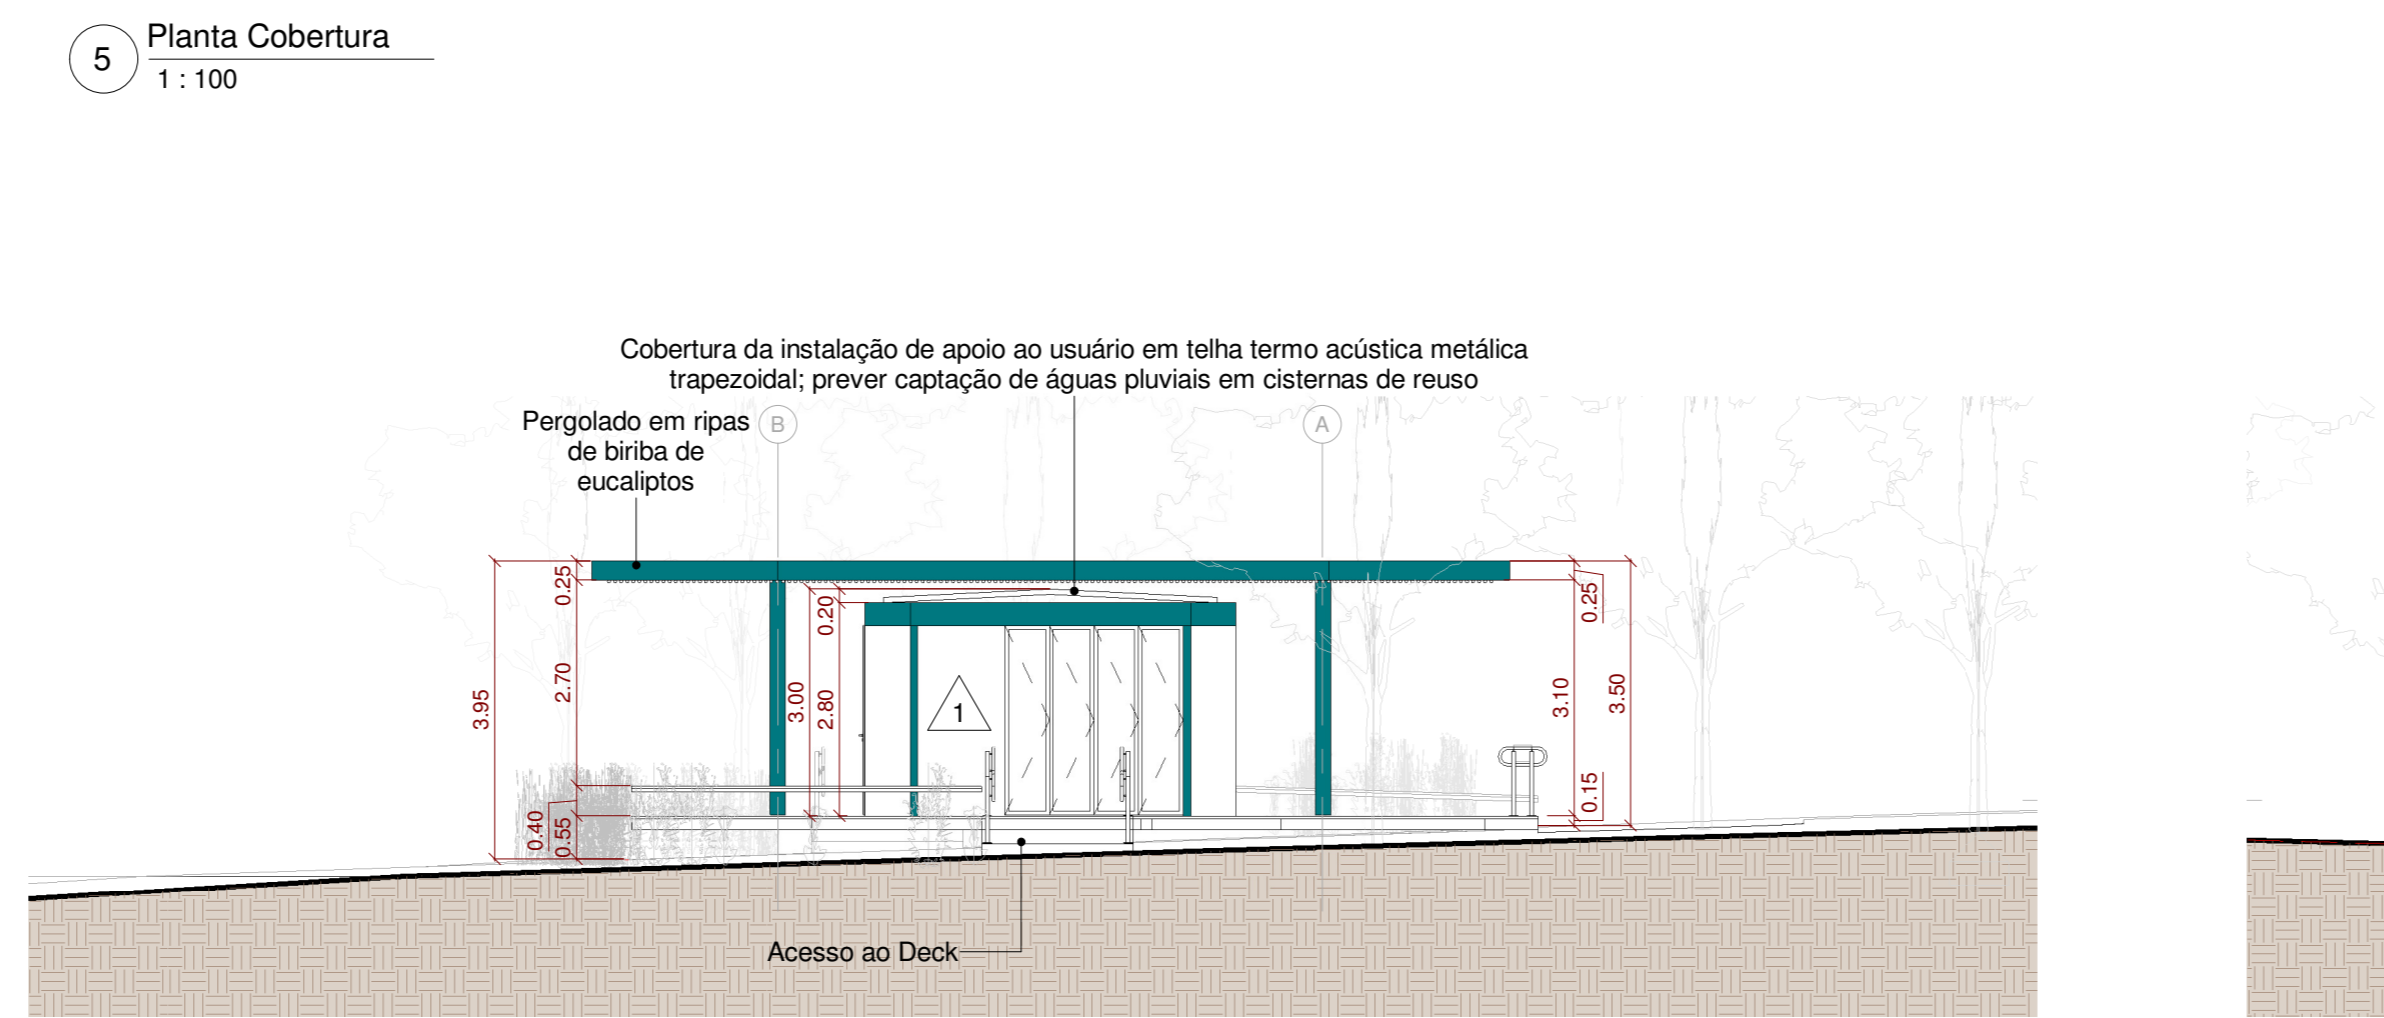 5
Planta Cobertura
1 : 100
Cobertura da instalação de apoio ao usuário em telha termo acústica metálica
trapezoidal; prever captação de águas pluviais em cisternas de reuso
Pergolado em ripas
de biriba de
eucaliptos
B
A
0.25
0.20
0.25
2.70
3.95
3.00
2.80
3.10
3.50
1
0.15
0.40
0.55
Acesso ao Deck